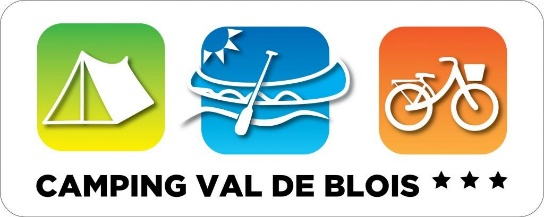 CAMPING VAL DE BLOIS ★ ★ ★